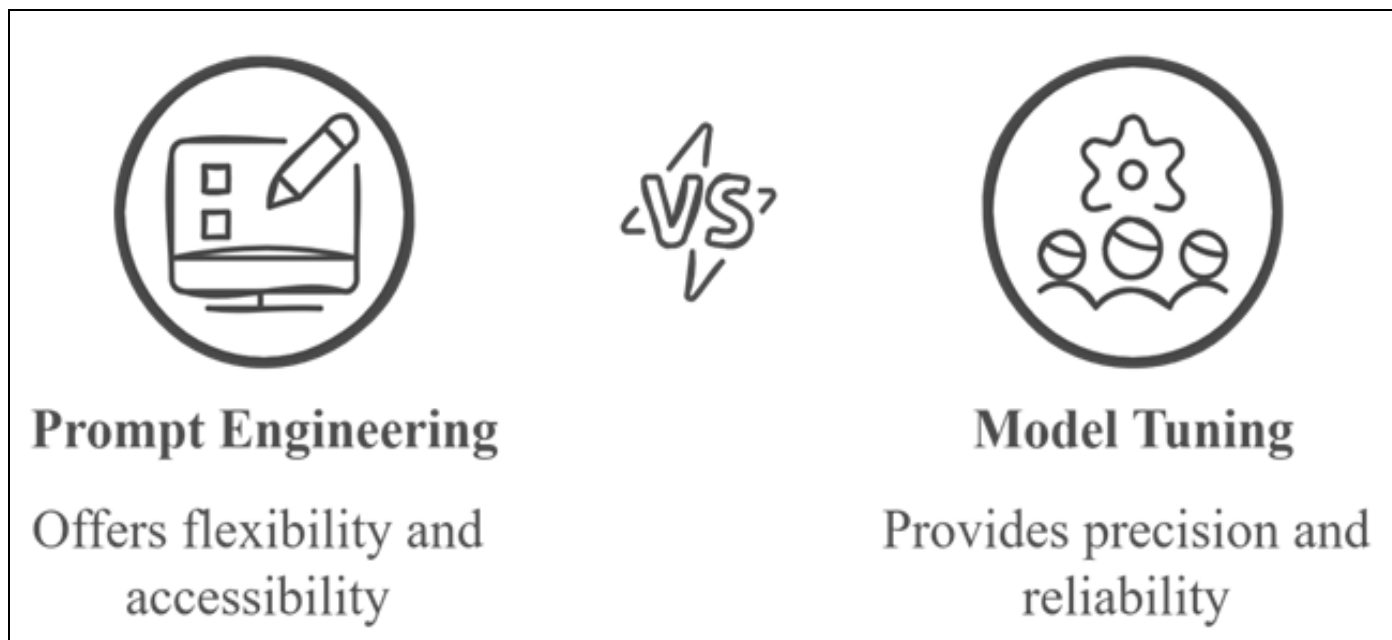 VS
Prompt Engineering
Offers flexibility and
accessibility
Model Tuning
Provides precision and
reliability